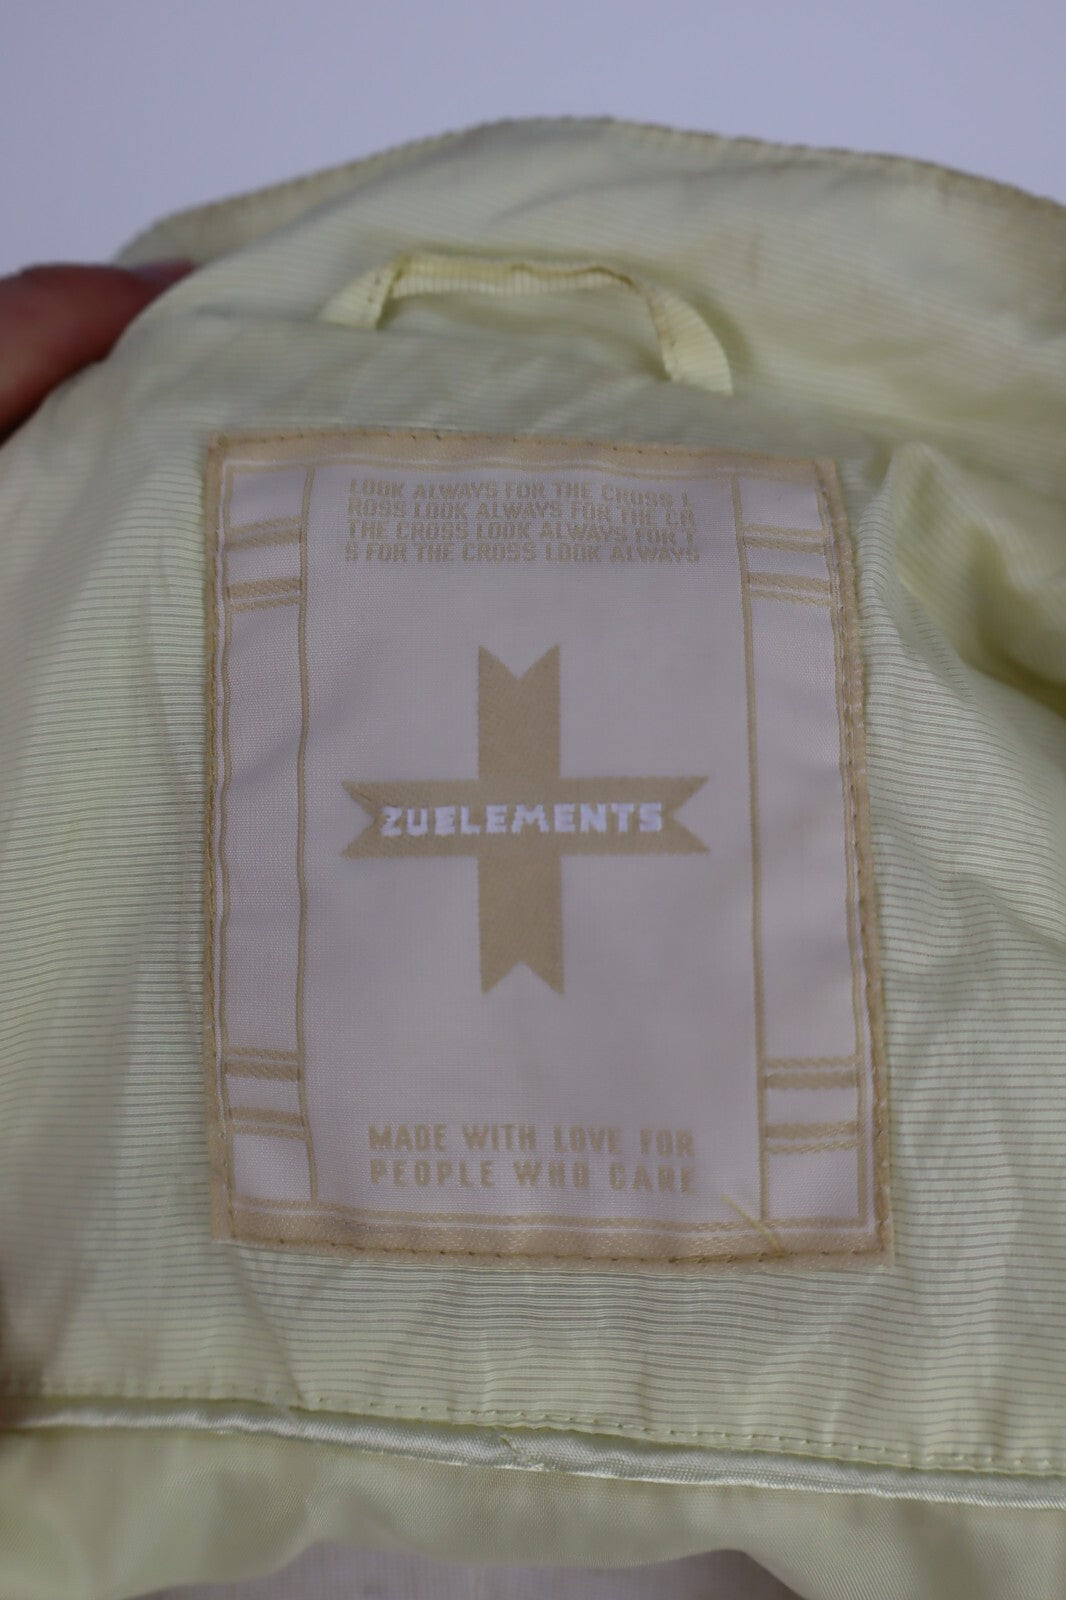 LOOK ALWAYS FOR THE CROSS L
ROSS LOOK ALWAYS FOR THE CR
THE CROSS LOOK ALWAYS FOR T
S FOR THE CROSS LOOK ALWAYS
ZUELEMENTS
MADE WITH LOVE FOR
PEOPLE WHO CARE